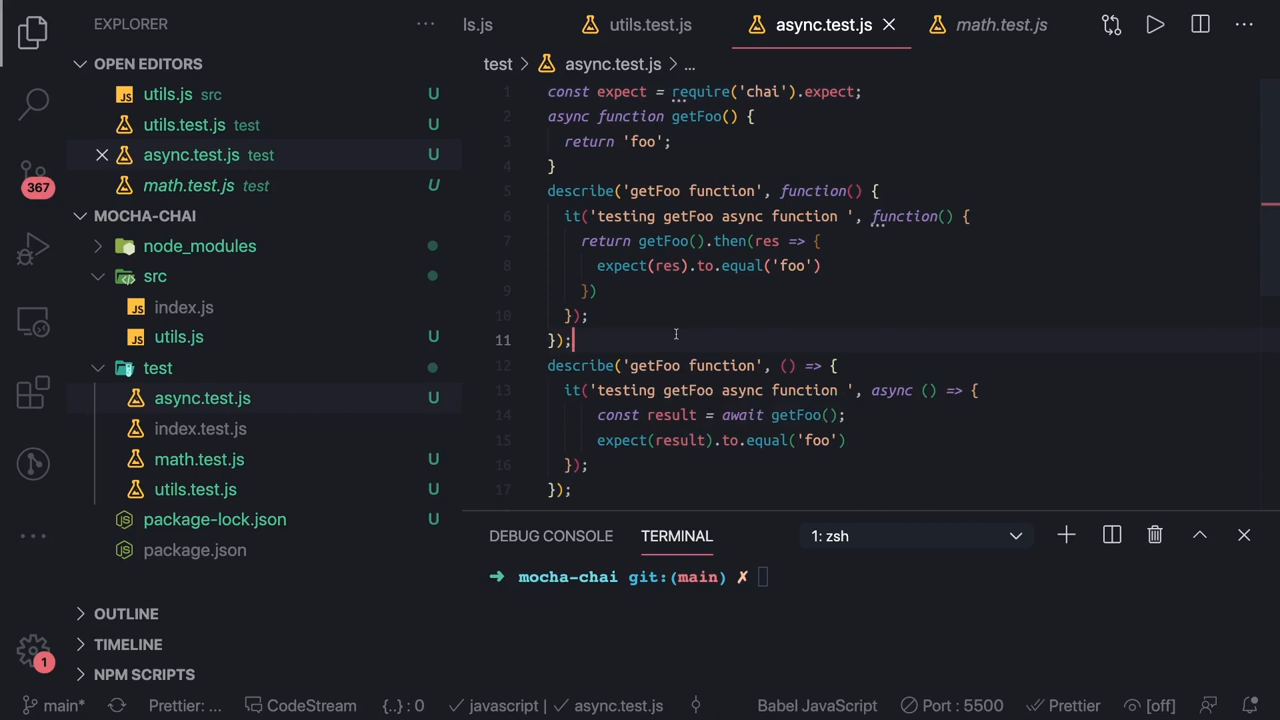 EXPLORER
···
ls.js
utils.test.js
async.test.js
math.test.js
···
OPEN EDITORS
utils.js src U
utils.test.js test U
async.test.js test U
math.test.js test U
MOCHA-CHAI
node_modules
src
index.js
utils.js U
test
async.test.js U
index.test.js
math.test.js U
utils.test.js U
package-lock.json U
package.json
OUTLINE
TIMELINE
NPM SCRIPTS
367
1
test > async.test.js > ...
1 const expect = require('chai').expect;
2 async function getFoo() {
3 return 'foo';
4 }
5 describe('getFoo function', function() {
6 it('testing getFoo async function ', function() {
7 return getFoo().then(res => {
8 expect(res).to.equal('foo')
9 })
10 });
11 });
12 describe('getFoo function', () => {
13 it('testing getFoo async function ', async () => {
14 const result = await getFoo();
15 expect(result).to.equal('foo')
16 });
17 });
DEBUG CONSOLE TERMINAL 1: zsh
➜ mocha-chai git:(main) ✗
main* Prettier: ... CodeStream {..} : 0 ✓ javascript | ✓ async.test.js Babel JavaScript Port : 5500 Prettier [off]